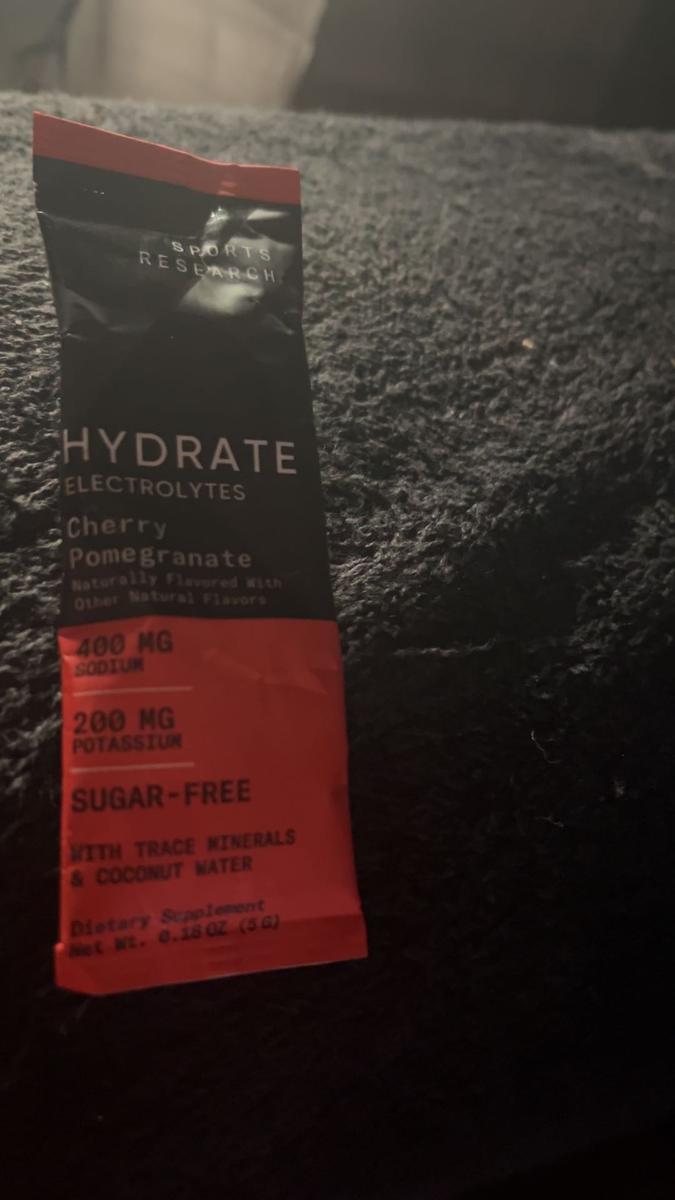 SPORTS
RESEARCH
HYDRATE
ELECTROLYTES
Cherry
Pomegranate
Naturally Flavored With
Other Natural Flavors
400 MG
SODIUM
200 MG
POTASSIUM
SUGAR-FREE
WITH TRACE MINERALS
& COCONUT WATER
Dietary Supplement
Net Wt. 0.18 OZ (5 G)